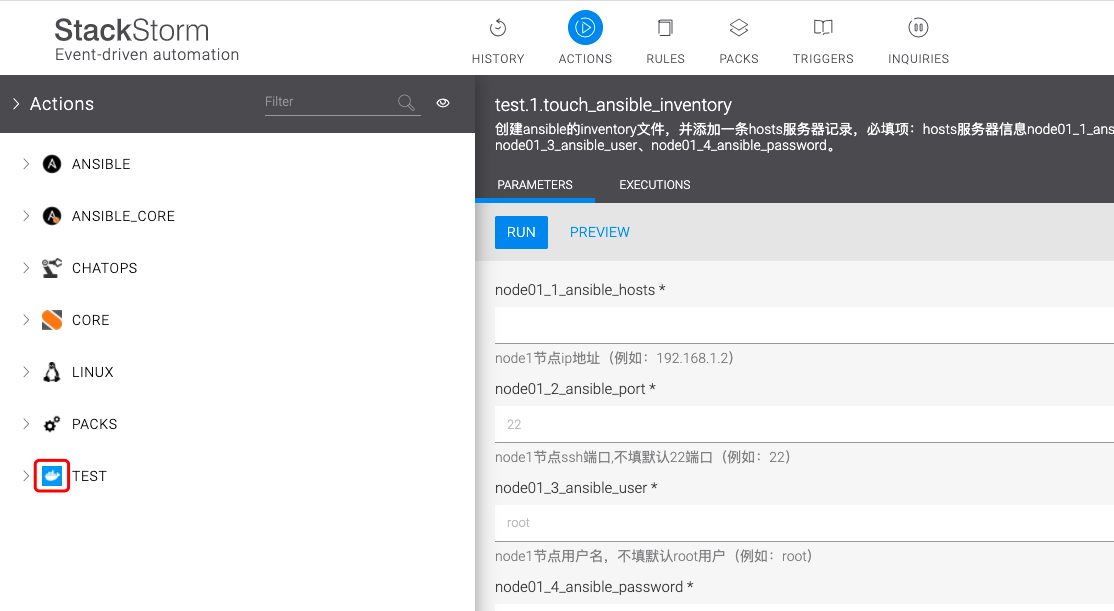 StackStorm
Event-driven automation
HISTORY
ACTIONS
RULES
PACKS
TRIGGERS
INQUIRIES
Actions
Filter
ANSIBLE
ANSIBLE_CORE
CHATOPS
CORE
LINUX
PACKS
TEST
test.1.touch_ansible_inventory
创建ansible的inventory文件，并添加一条hosts服务器记录，必填项：hosts服务器信息node01_1_ans
node01_3_ansible_user、node01_4_ansible_password。
PARAMETERS
EXECUTIONS
RUN
PREVIEW
node01_1_ansible_hosts *
node1节点ip地址（例如：192.168.1.2）
node01_2_ansible_port *
22
node1节点ssh端口,不填默认22端口（例如：22）
node01_3_ansible_user *
root
node1节点用户名，不填默认root用户（例如：root）
node01_4_ansible_password *